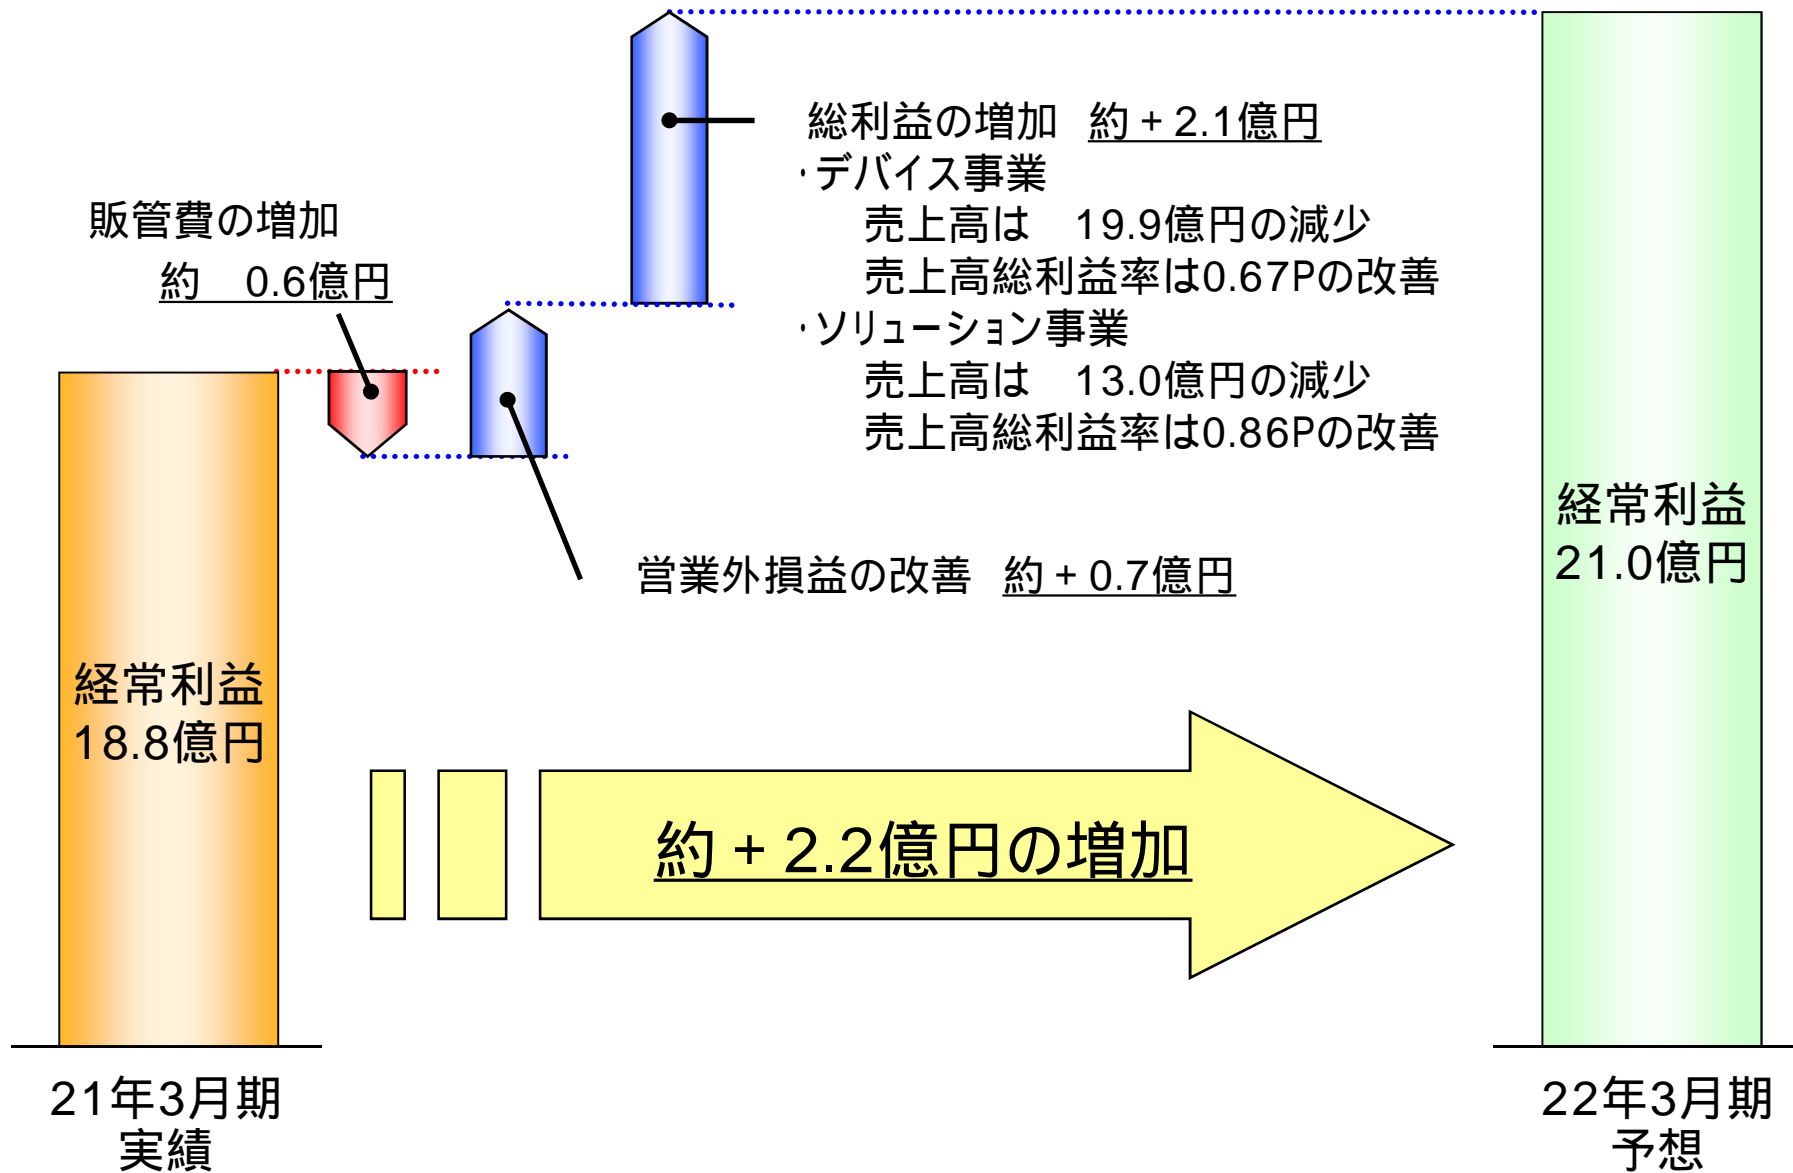 総利益の増加 約+2.1億円
・デバイス事業
売上高は 19.9億円の減少
売上高総利益率は0.67Pの改善
・ソリューション事業
売上高は 13.0億円の減少
売上高総利益率は0.86Pの改善
販管費の増加
約 0.6億円
営業外損益の改善 約+0.7億円
経常利益
18.8億円
経常利益
21.0億円
約+2.2億円の増加
21年3月期
実績
22年3月期
予想